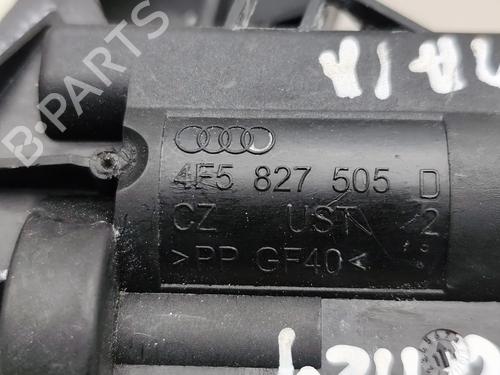 B-PARTS
4F5 827 505 D
CZ UST 2
>PP GF40<